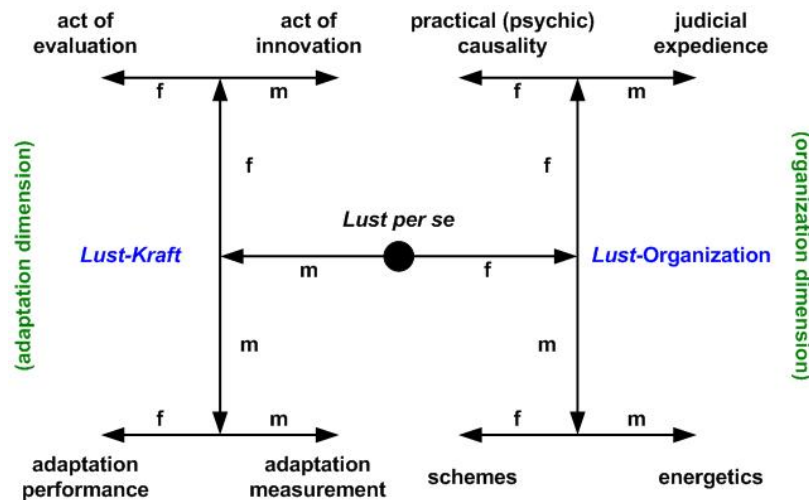 act of
evaluation
act of
innovation
practical (psychic)
causality
judicial
expedience
f
m
f
m
(adaptation dimension)
f
f
(organization dimension)
Lust per se
Lust-Kraft
Lust-Organization
m
f
m
m
f
m
f
m
adaptation
performance
adaptation
measurement
schemes
energetics